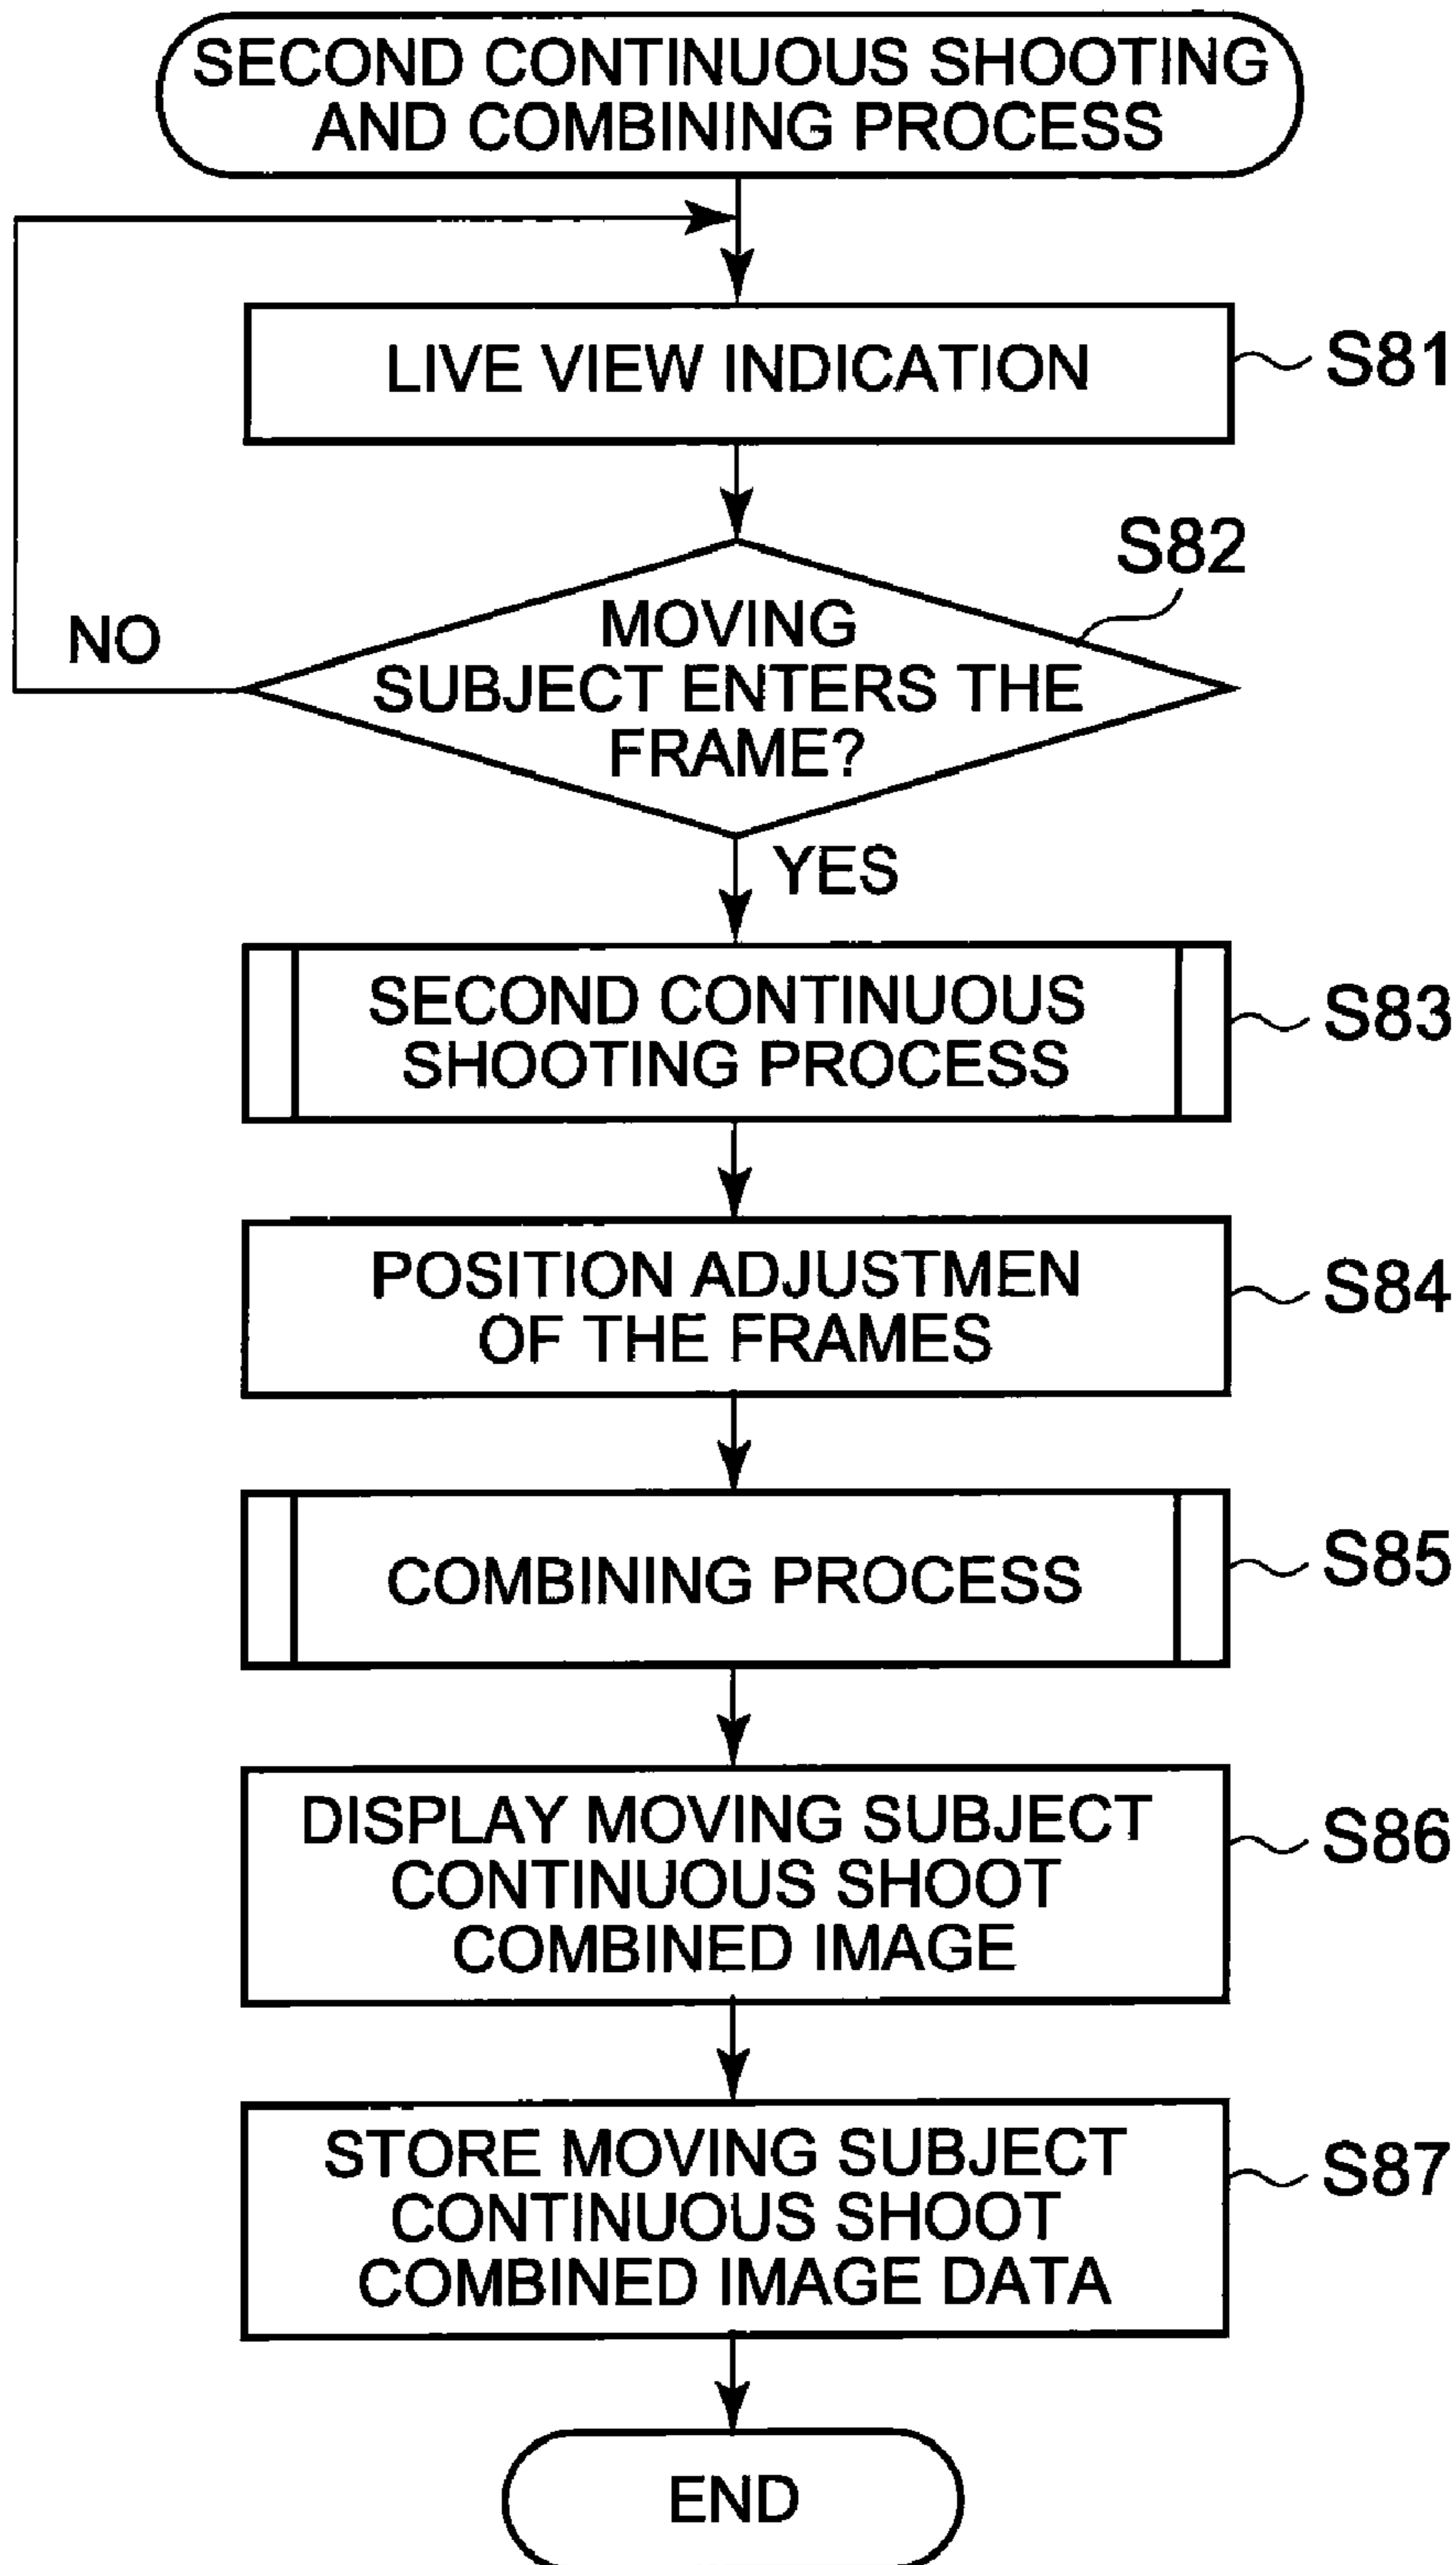 SECOND CONTINUOUS SHOOTING
AND COMBINING PROCESS
LIVE VIEW INDICATION
S81
S82
MOVING
SUBJECT ENTERS THE
FRAME?
NO
YES
SECOND CONTINUOUS
SHOOTING PROCESS
S83
POSITION ADJUSTMEN
OF THE FRAMES
S84
COMBINING PROCESS
S85
DISPLAY MOVING SUBJECT
CONTINUOUS SHOOT
COMBINED IMAGE
S86
STORE MOVING SUBJECT
CONTINUOUS SHOOT
COMBINED IMAGE DATA
S87
END